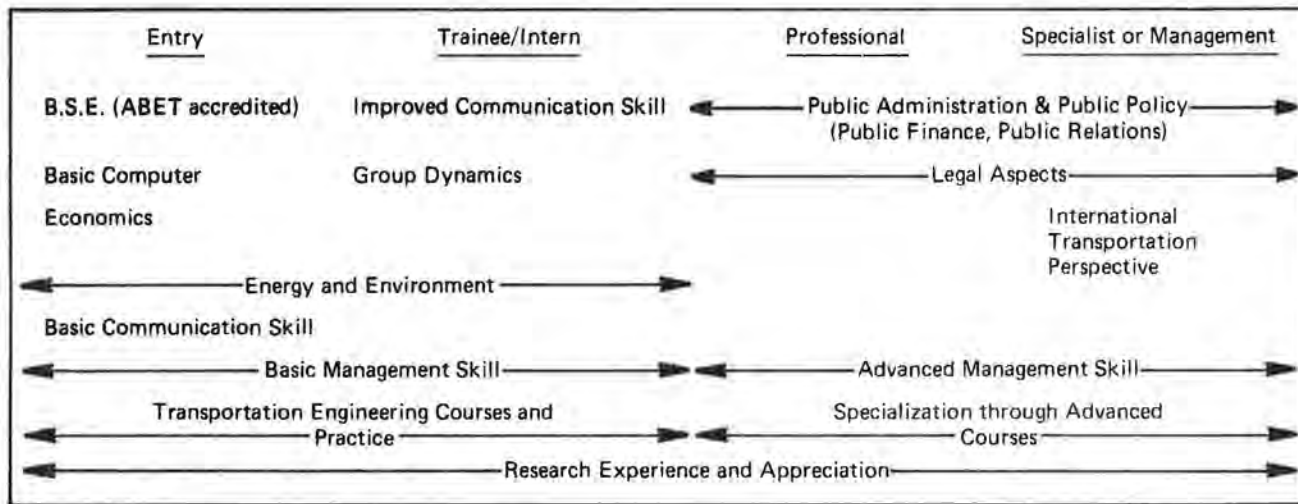 Entry Trainee/Intern Professional Specialist or Management
B.S.E. (ABET accredited) Improved Communication Skill Public Administration & Public Policy
(Public Finance, Public Relations)
Basic Computer Group Dynamics Legal Aspects
Economics International
Transportation
Perspective
Energy and Environment
Basic Communication Skill
Basic Management Skill Advanced Management Skill
Transportation Engineering Courses and Specialization through Advanced
Practice Courses
Research Experience and Appreciation